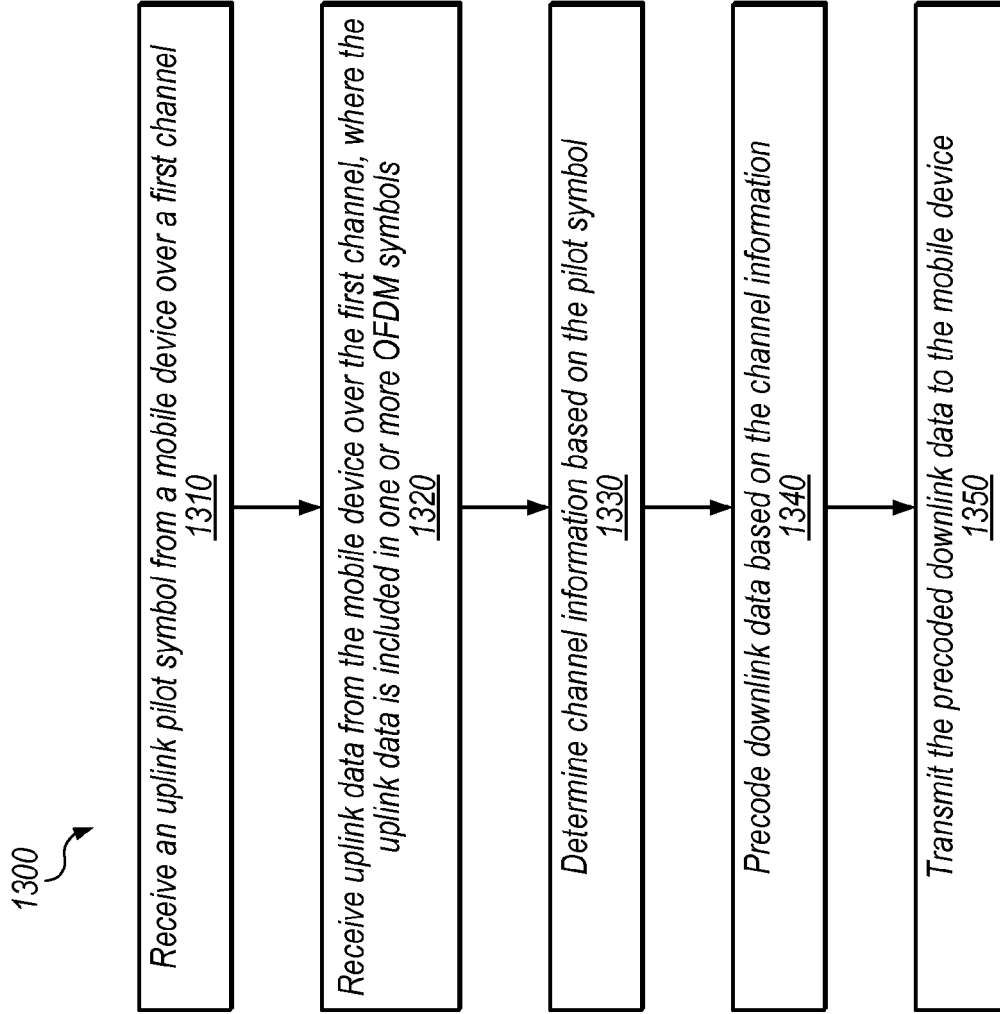 1300
Receive an uplink pilot symbol from a mobile device over a first channel
1310
Receive uplink data from the mobile device over the first channel, where the
uplink data is included in one or more OFDM symbols
1320
Determine channel information based on the pilot symbol
1330
Precode downlink data based on the channel information
1340
Transmit the precoded downlink data to the mobile device
1350